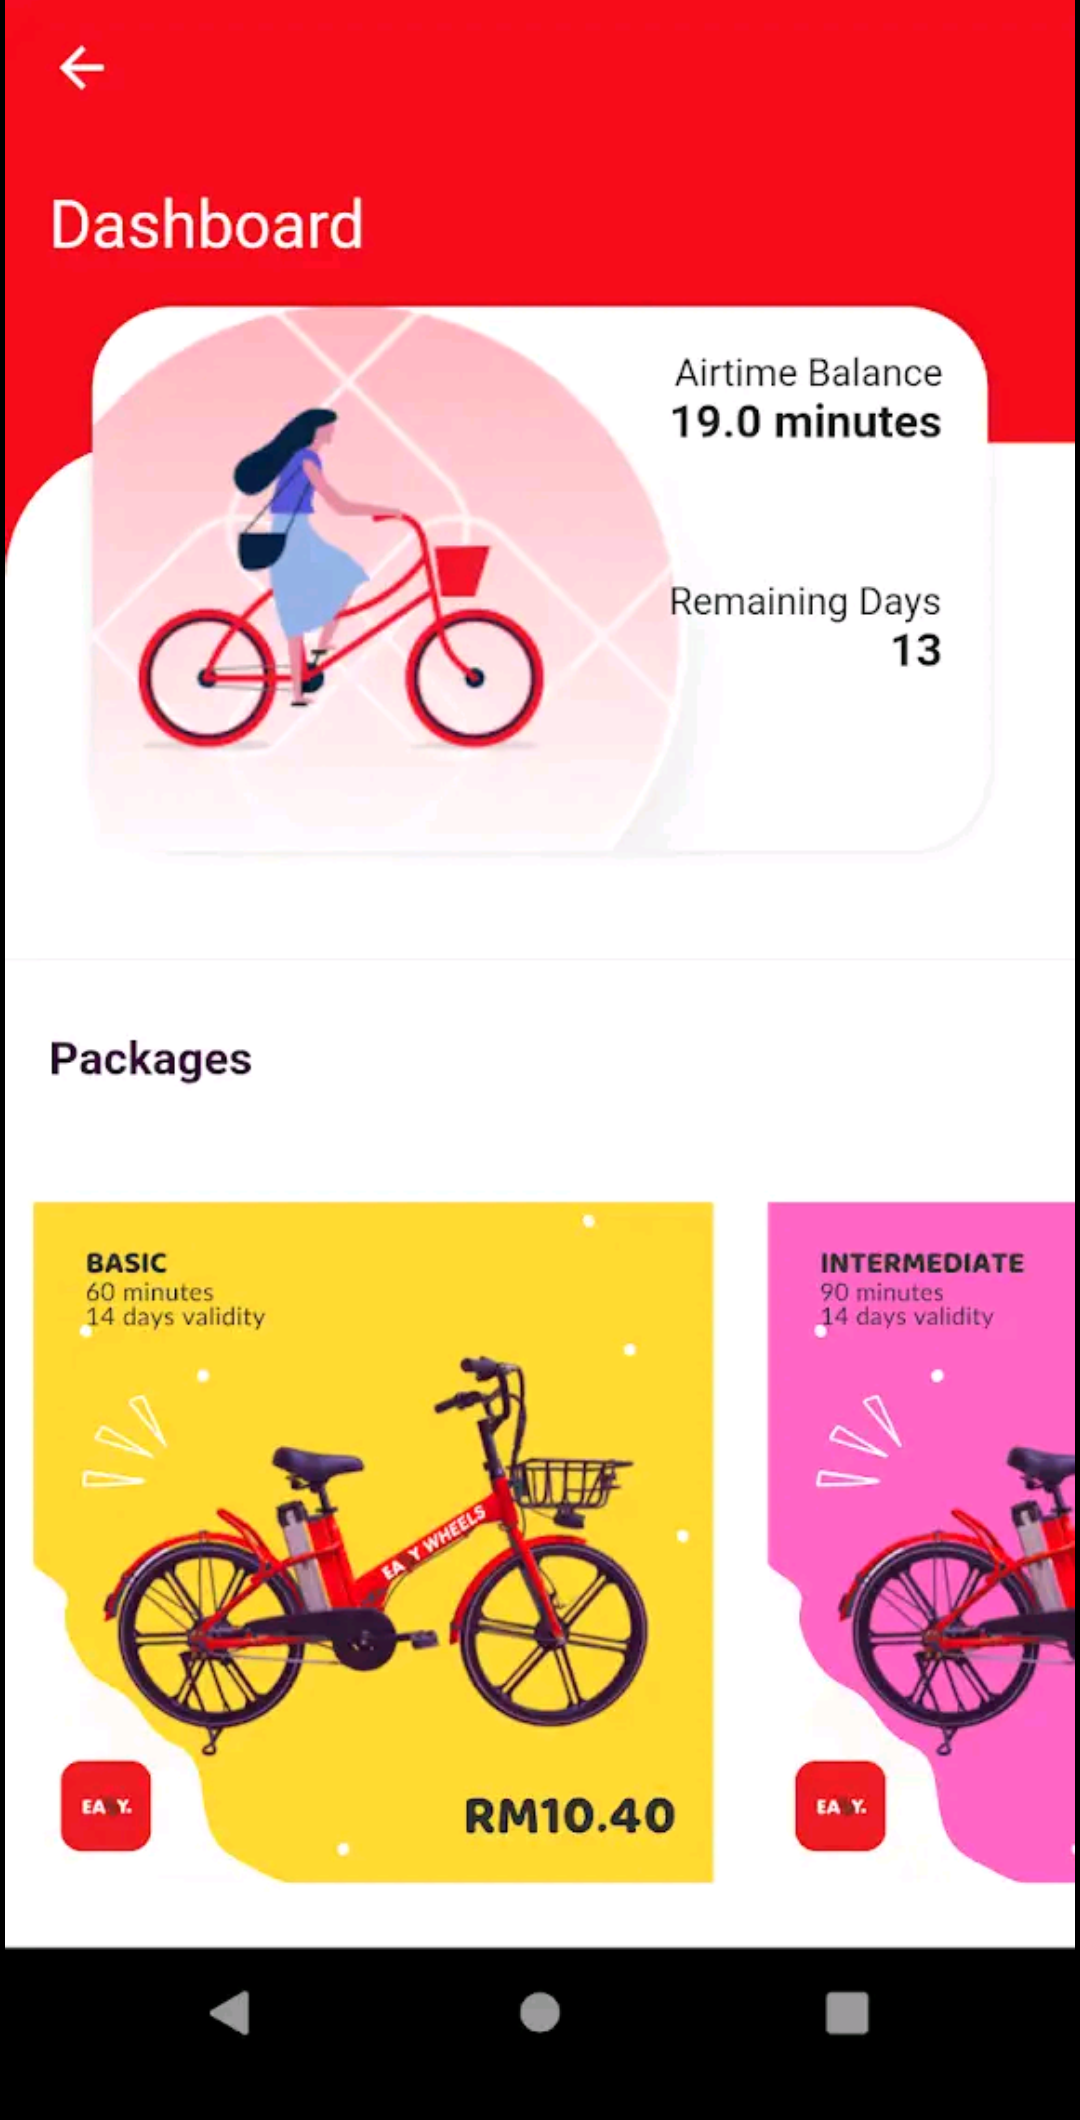 Dashboard
Airtime Balance
19.0 minutes
Remaining Days
13
Packages
BASIC
60 minutes
14 days validity
EA Y WHEELS
EA Y.
RM10.40
INTERMEDIATE
90 minutes
14 days validity
EA Y.